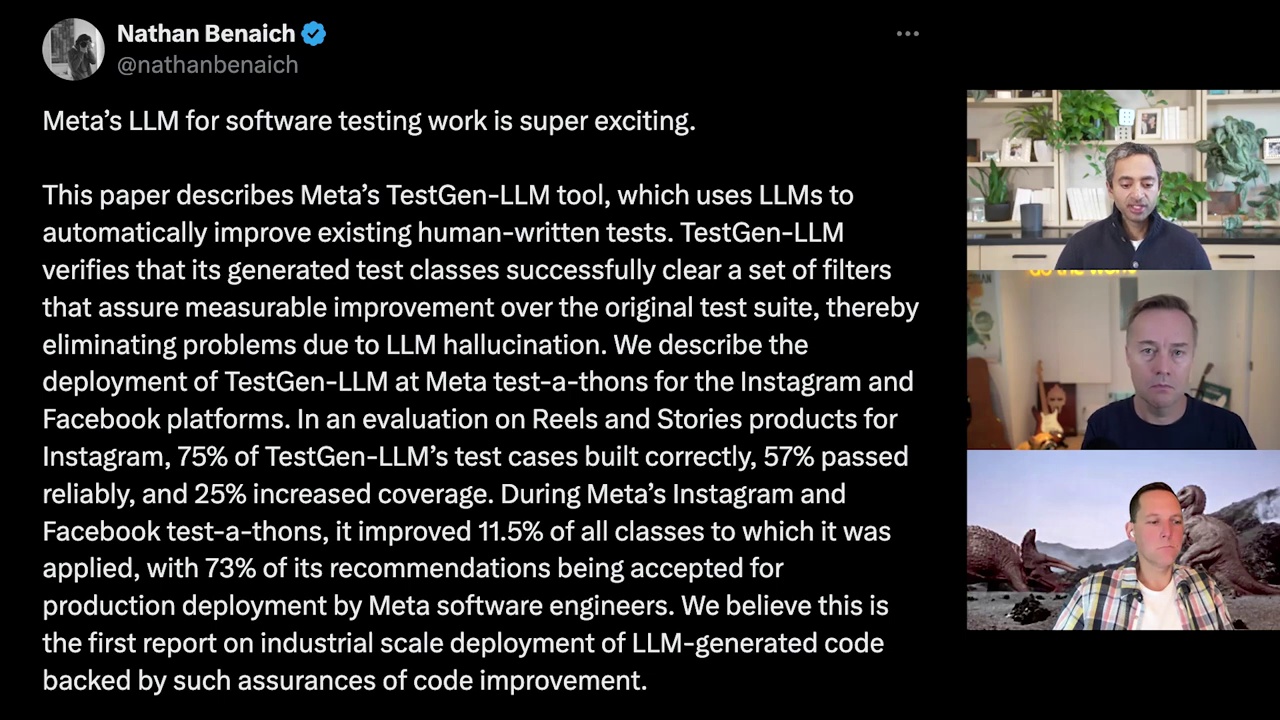 Nathan Benaich
@nathanbenaich
Meta’s LLM for software testing work is super exciting.
This paper describes Meta’s TestGen-LLM tool, which uses LLMs to
automatically improve existing human-written tests. TestGen-LLM
verifies that its generated test classes successfully clear a set of filters
that assure measurable improvement over the original test suite, thereby
eliminating problems due to LLM hallucination. We describe the
deployment of TestGen-LLM at Meta test-a-thons for the Instagram and
Facebook platforms. In an evaluation on Reels and Stories products for
Instagram, 75% of TestGen-LLM’s test cases built correctly, 57% passed
reliably, and 25% increased coverage. During Meta’s Instagram and
Facebook test-a-thons, it improved 11.5% of all classes to which it was
applied, with 73% of its recommendations being accepted for
production deployment by Meta software engineers. We believe this is
the first report on industrial scale deployment of LLM-generated code
backed by such assurances of code improvement.